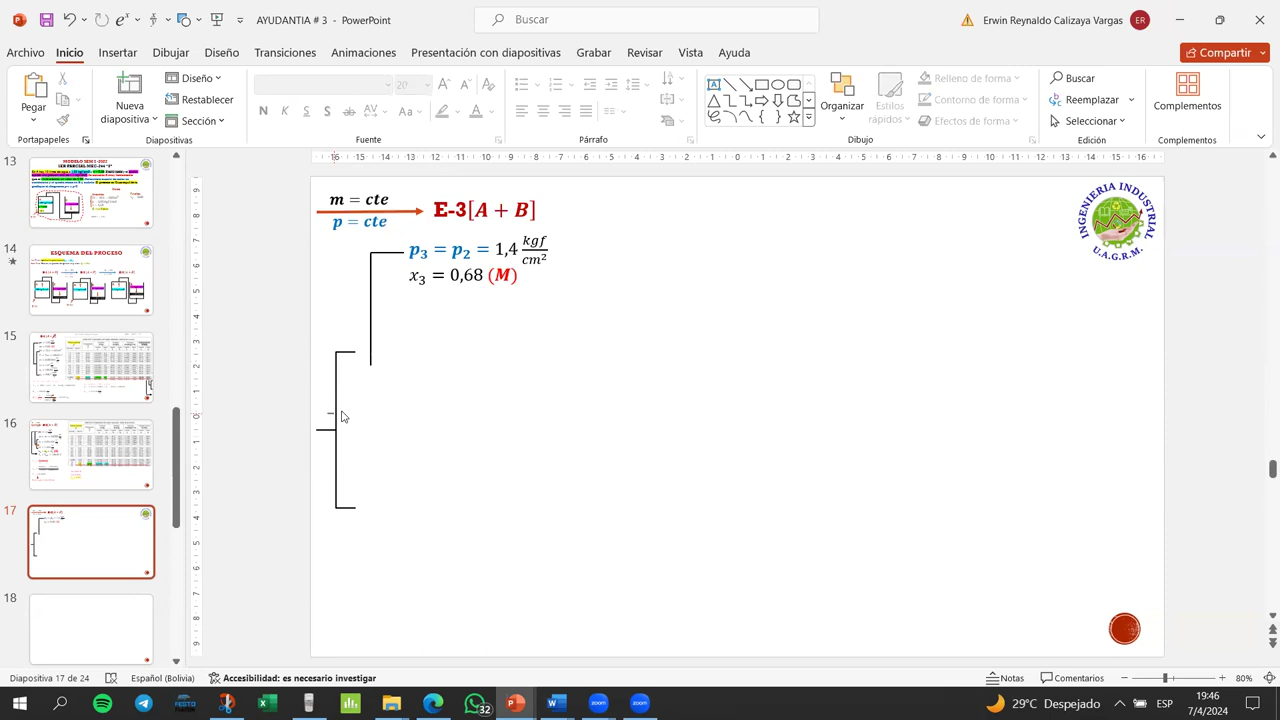 AYUDANTIA # 3 - PowerPoint
Buscar
Erwin Reynaldo Calizaya Vargas
ER
Archivo Inicio Insertar Dibujar Diseño Transiciones Animaciones Presentación con diapositivas Grabar Revisar Vista Ayuda
Compartir
Pegar
Nueva diapositiva
Diseño
Restablecer
Sección
20
N K S S ab AV Aa A
Organizar
Estilos rápidos
Relleno de forma
Contorno de forma
Efectos de forma
Buscar
Reemplazar
Seleccionar
Complementos
Portapapeles Diapositivas Fuente Párrafo Dibujo Edición Complementos
13
14
ESQUEMA DEL PROCESO
15
16
17
18
m = cte
p = cte
E-3[A + B]
p₃ = p₂ = 1,4 kgf/cm²
x₃ = 0,68 (M)
INGENIERIA INDUSTRIAL
U.A.G.R.M.
Diapositiva 17 de 24
Español (Bolivia)
Accesibilidad: es necesario investigar
Notas
Comentarios
80%
32
29°C Despejado
ESP
19:46
7/4/2024